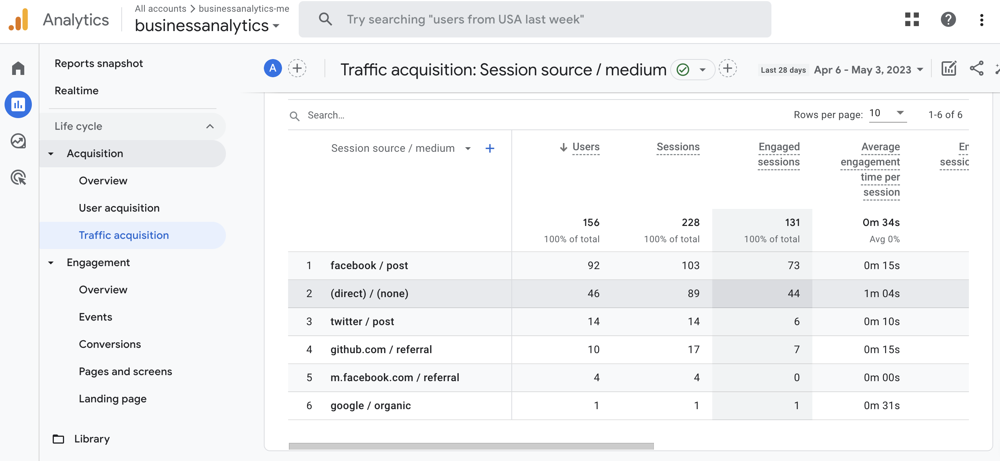 All accounts > businessanalytics-me
Analytics
businessanalytics
Try searching "users from USA last week"
Reports snapshot
Realtime
Life cycle
Acquisition
Overview
User acquisition
Traffic acquisition
Engagement
Overview
Events
Conversions
Pages and screens
Landing page
Library
A
Traffic acquisition: Session source / medium
Last 28 days Apr 6 - May 3, 2023
Search...
Rows per page: 10 1-6 of 6
Session source / medium
Users
Sessions
Engaged
sessions
Average
engagement
time per
session
En
sessio
156 228 131 0m 34s
100% of total 100% of total 100% of total Avg 0%
1 facebook / post 92 103 73 0m 15s
2 (direct) / (none) 46 89 44 1m 04s
3 twitter / post 14 14 6 0m 10s
4 github.com / referral 10 17 7 0m 15s
5 m.facebook.com / referral 4 4 0 0m 00s
6 google / organic 1 1 1 0m 31s